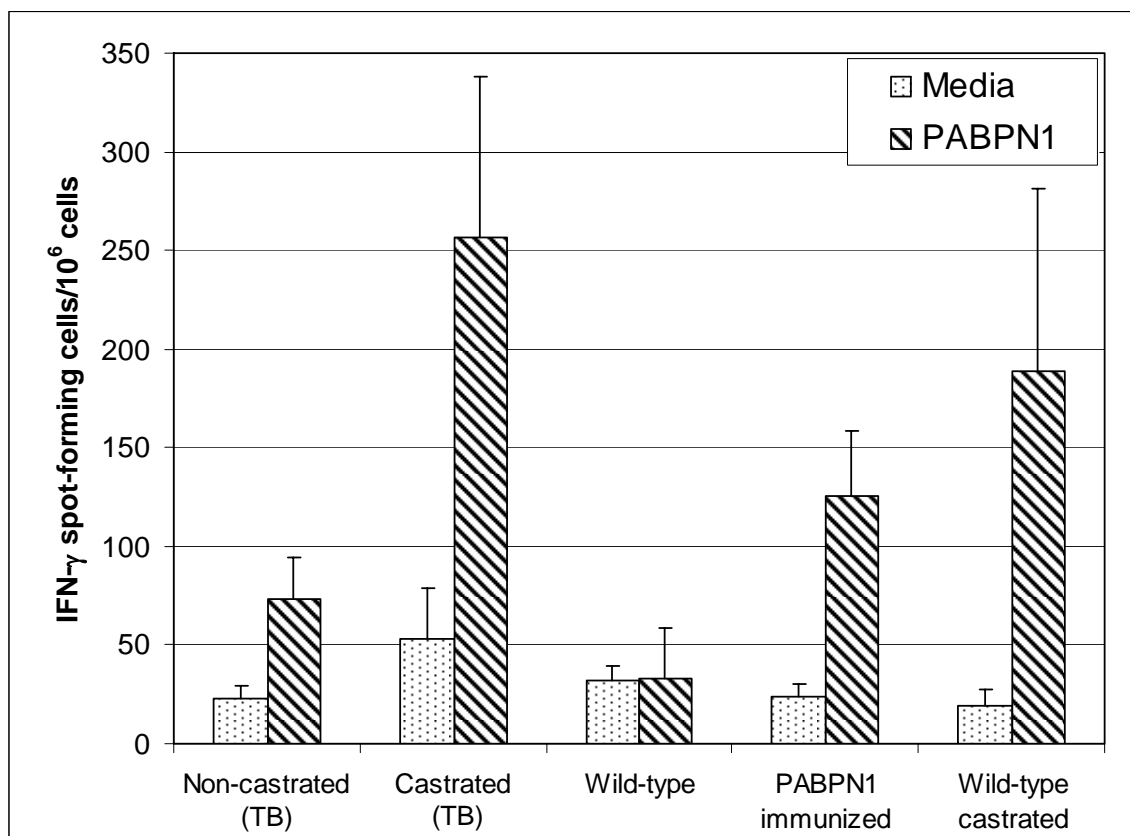 350
300
250
200
150
100
50
0
IFN-γ spot-forming cells/10⁶ cells
Media
PABPN1
Non-castrated
(TB)
Castrated
(TB)
Wild-type
PABPN1
immunized
Wild-type
castrated